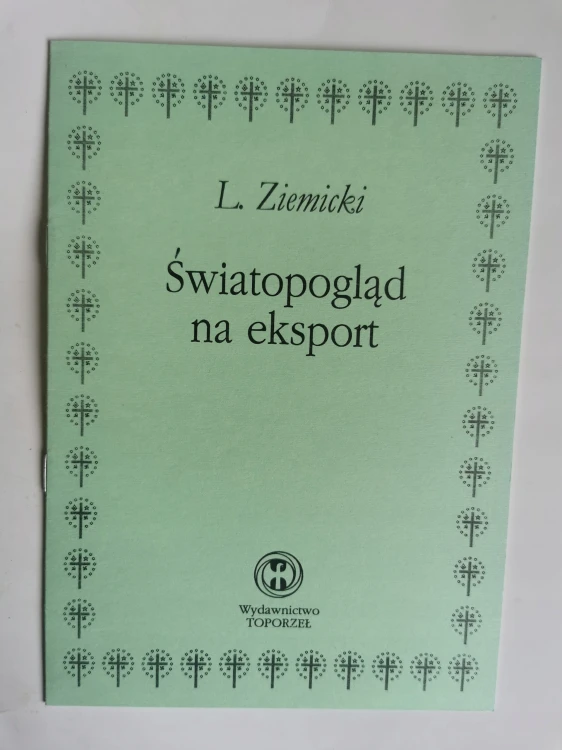 L. Ziemicki
Światopogląd
na eksport
Wydawnictwo
TOPORZEŁ